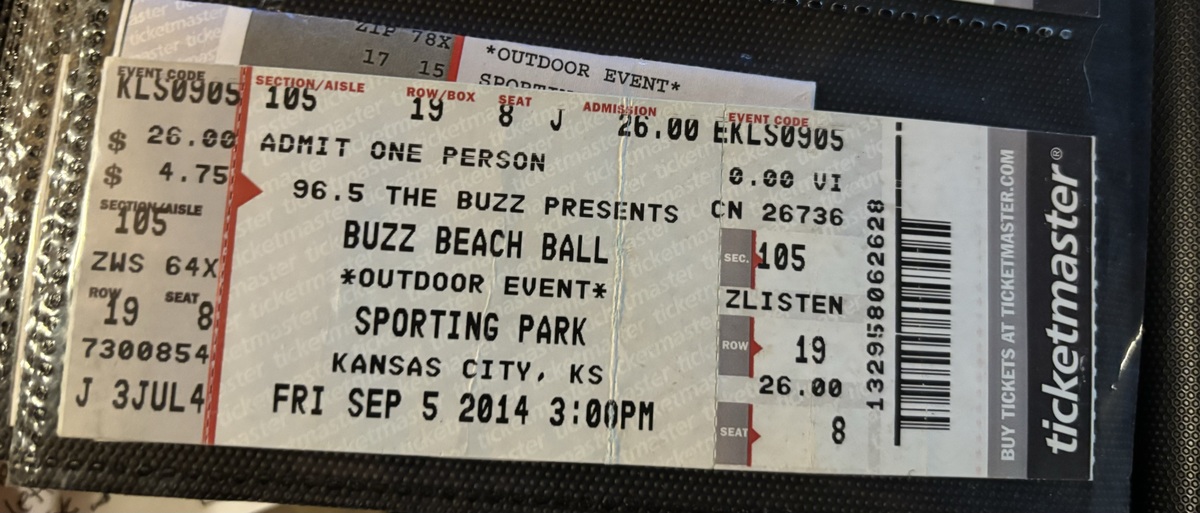 ZIP 78X
17 15
*OUTDOOR EVENT*
EVENT CODE
KLS0905
$ 26.00
$ 4.75
SECTION/AISLE
105
ZWS 64X
ROW SEAT
19 8
7300854
J 3JUL4
SECTION/AISLE ROW/BOX SEAT ADMISSION
105 19 8 J 26.00
ADMIT ONE PERSON
96.5 THE BUZZ PRESENTS
BUZZ BEACH BALL
*OUTDOOR EVENT*
SPORTING PARK
KANSAS CITY, KS
FRI SEP 5 2014 3:00PM
EVENT CODE
EKLS0905
0.00 VI
CN 26736
SEC. 105
ZLISTEN
ROW 19
26.00
SEAT 8
132958062628
BUY TICKETS AT TICKETMASTER.COM
ticketmaster®